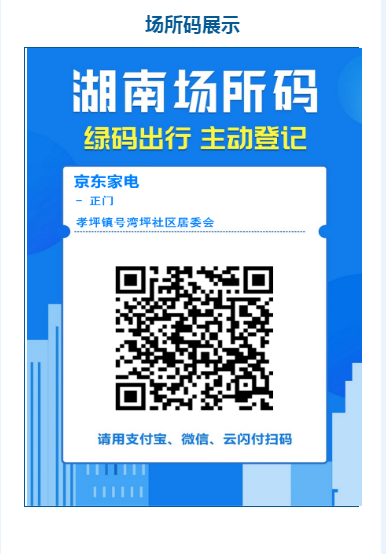 场所码展示
湖南场所码
绿码出行 主动登记
京东家电
- 正门
孝坪镇号湾坪社区居委会
请用支付宝、微信、云闪付扫码